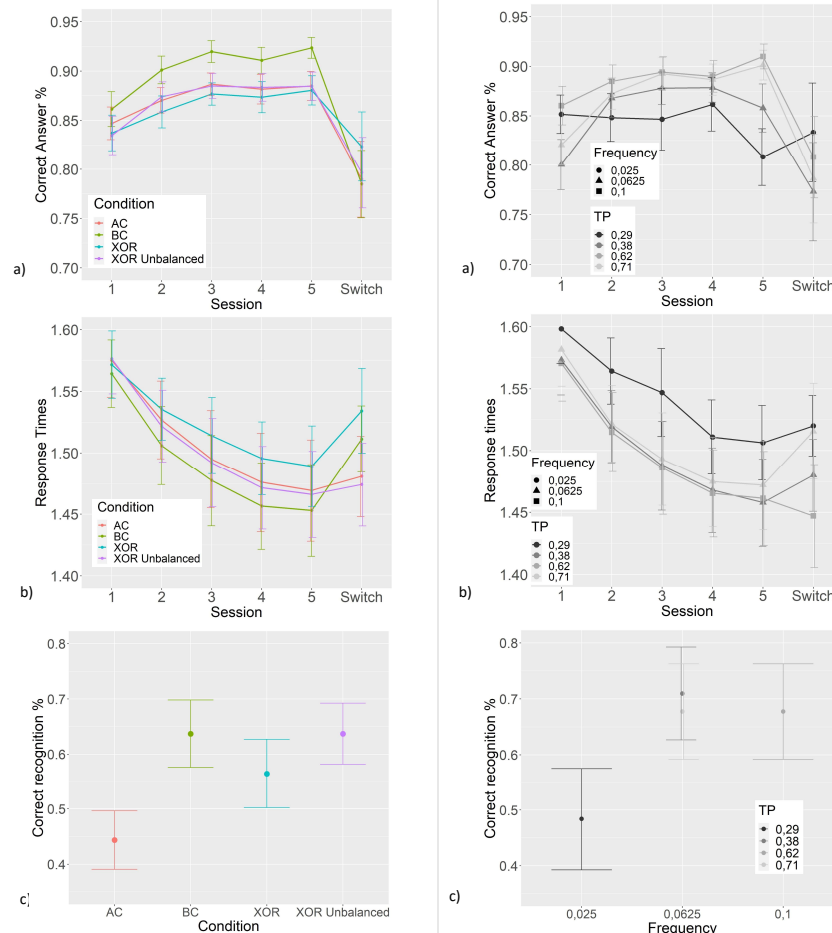 0.95
0.90
0.85
0.80
0.75
0.70
Correct Answer %
Condition
AC
BC
XOR
XOR Unbalanced
a)
1 2 3 4 5 Switch
Session
1.60
1.55
1.50
1.45
1.40
Response Times
Condition
AC
BC
XOR
XOR Unbalanced
b)
1 2 3 4 5 Switch
Session
0.8
0.7
0.6
0.5
0.4
Correct recognition %
c)
AC BC XOR XOR Unbalanced
Condition
0.95
0.90
0.85
0.80
0.75
0.70
Correct Answer %
Frequency
0,025
0,0625
0,1
TP
0,29
0,38
0,62
0,71
a)
1 2 3 4 5 Switch
Session
1.60
1.55
1.50
1.45
1.40
Response times
Frequency
0,025
0,0625
0,1
TP
0,29
0,38
0,62
0,71
b)
1 2 3 4 5 Switch
Session
0.8
0.7
0.6
0.5
0.4
Correct recognition %
TP
0,29
0,38
0,62
0,71
c)
0,025 0,0625 0,1
Frequency